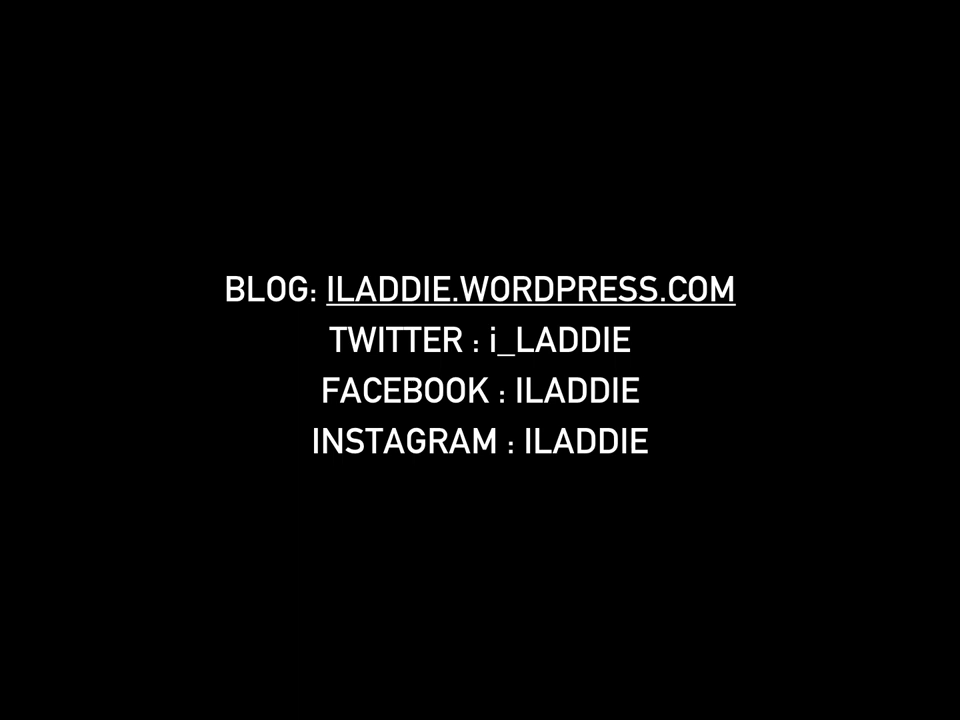 BLOG: ILADDIE.WORDPRESS.COM
TWITTER : i_LADDIE
FACEBOOK : ILADDIE
INSTAGRAM : ILADDIE